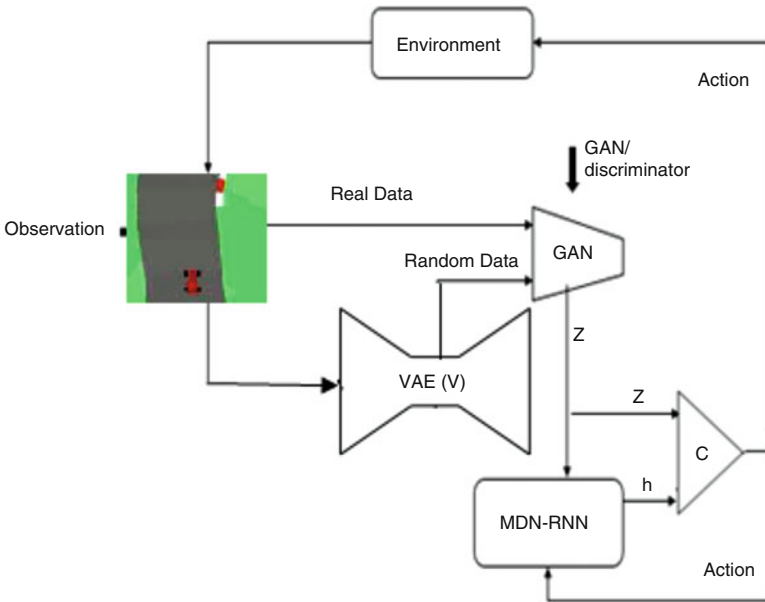 Environment
Action
GAN/
discriminator
Real Data
Observation
GAN
Random Data
Z
VAE (V)
Z
C
h
MDN-RNN
Action